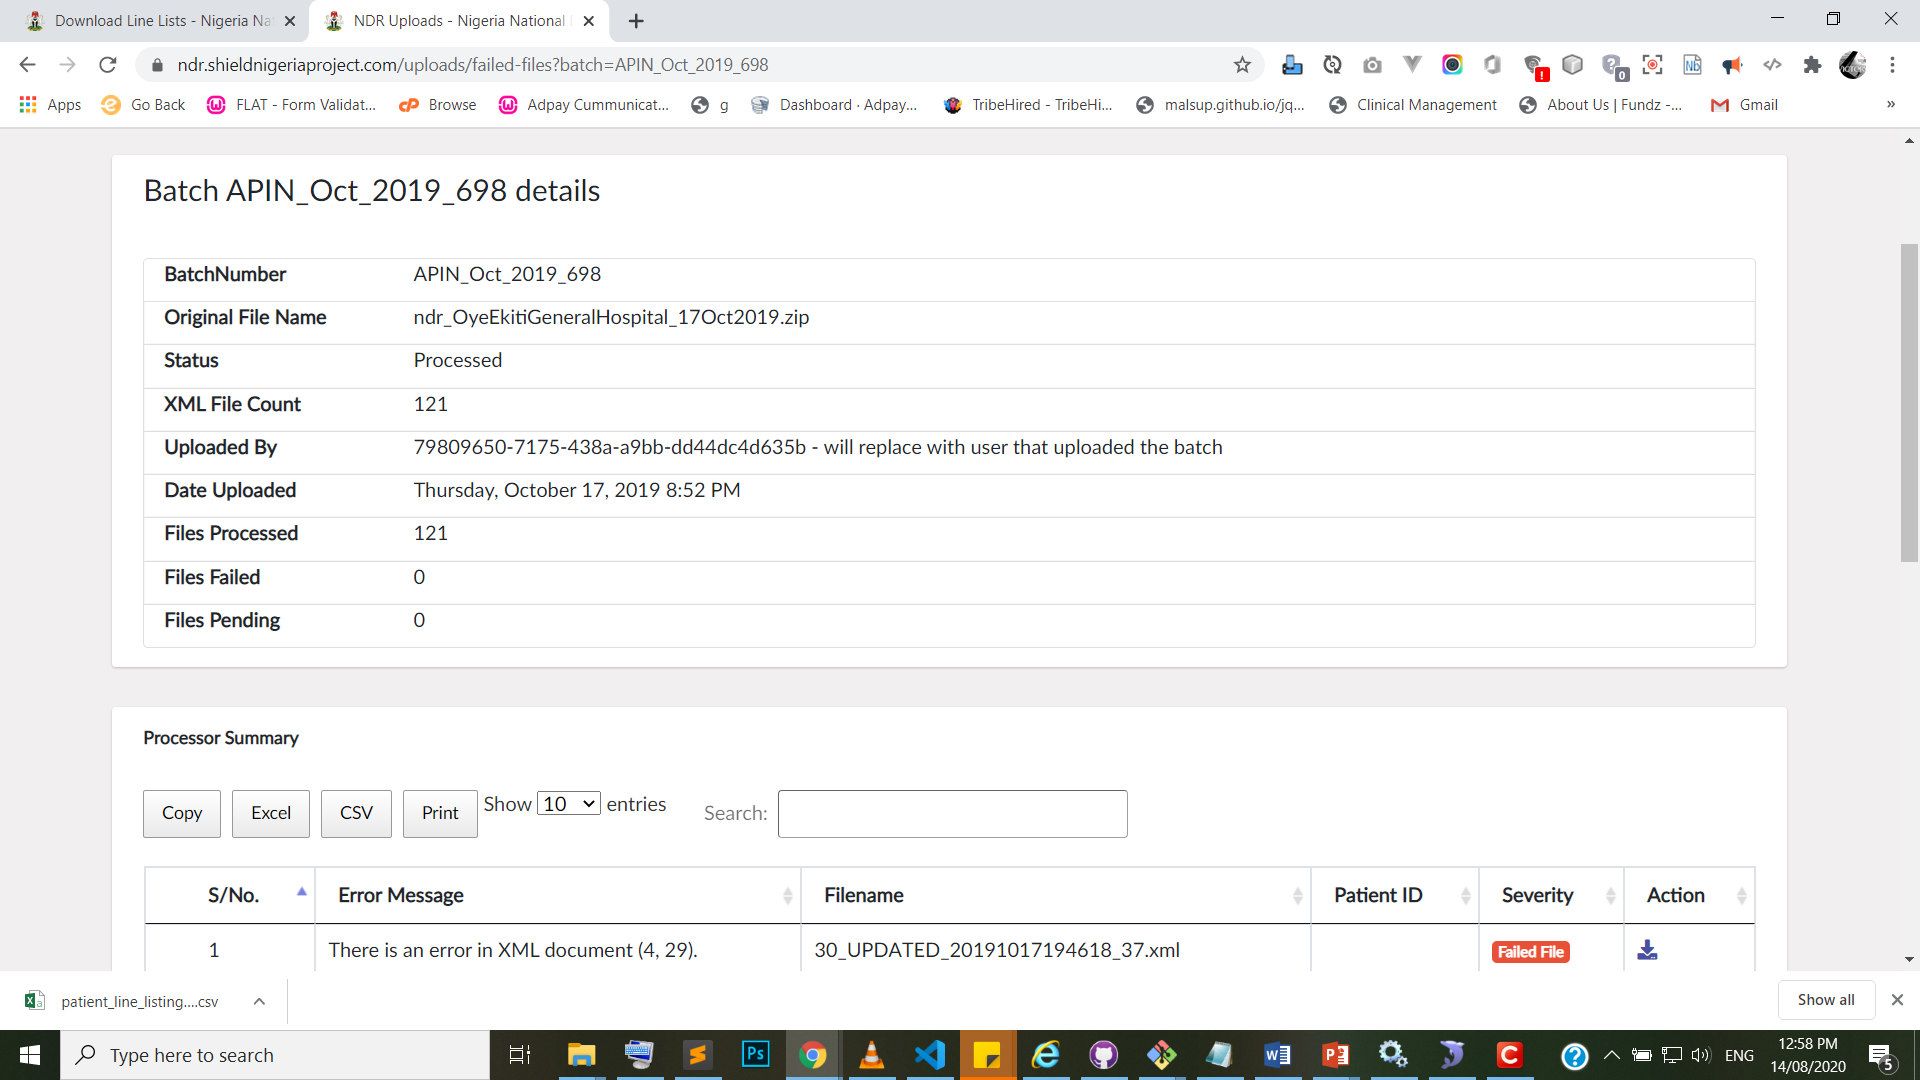 Download Line Lists - Nigeria Na
NDR Uploads - Nigeria National
ndr.shieldnigeriaproject.com/uploads/failed-files?batch=APIN_Oct_2019_698
!
0
Nb
Apps
Go Back
FLAT - Form Validat...
Browse
Adpay Cummunicat...
g
Dashboard · Adpay...
TribeHired - TribeHi...
malsup.github.io/jq...
Clinical Management
About Us | Fundz -...
Gmail
»
Batch APIN_Oct_2019_698 details
BatchNumber APIN_Oct_2019_698
Original File Name ndr_OyeEkitiGeneralHospital_17Oct2019.zip
Status Processed
XML File Count 121
Uploaded By 79809650-7175-438a-a9bb-dd44dc4d635b - will replace with user that uploaded the batch
Date Uploaded Thursday, October 17, 2019 8:52 PM
Files Processed 121
Files Failed 0
Files Pending 0
Processor Summary
Copy Excel CSV Print Show 10 entries Search:
S/No. Error Message Filename Patient ID Severity Action
1 There is an error in XML document (4, 29). 30_UPDATED_20191017194618_37.xml Failed File
patient_line_listing....csv
Show all
Type here to search
Ps
ENG
12:58 PM
14/08/2020
5